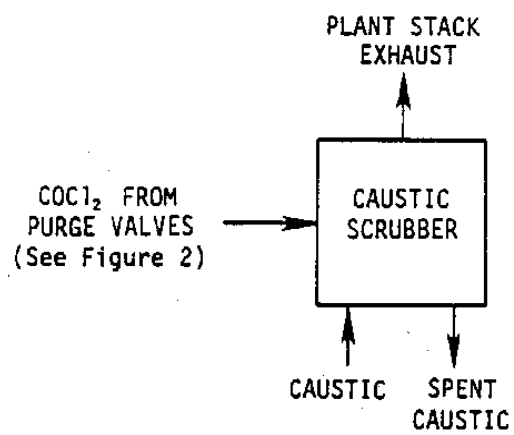 PLANT STACK
EXHAUST
COCl₂ FROM
PURGE VALVES
(See Figure 2)
CAUSTIC
SCRUBBER
CAUSTIC
SPENT
CAUSTIC